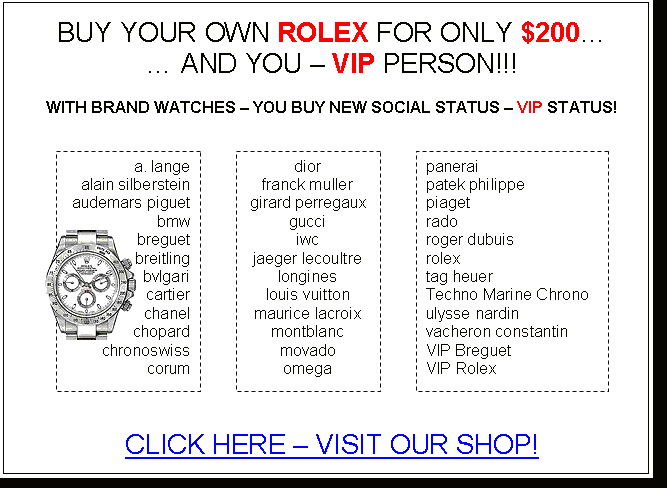 BUY YOUR OWN ROLEX FOR ONLY $200...
... AND YOU – VIP PERSON!!!
WITH BRAND WATCHES – YOU BUY NEW SOCIAL STATUS – VIP STATUS!
a. lange
alain silberstein
audemars piguet
bmw
breguet
breitling
bvlgari
cartier
chanel
chopard
chronoswiss
corum
dior
franck muller
girard perregaux
gucci
iwc
jaeger lecoultre
longines
louis vuitton
maurice lacroix
montblanc
movado
omega
panerai
patek philippe
piaget
rado
roger dubuis
rolex
tag heuer
Techno Marine Chrono
ulysse nardin
vacheron constantin
VIP Breguet
VIP Rolex
CLICK HERE – VISIT OUR SHOP!